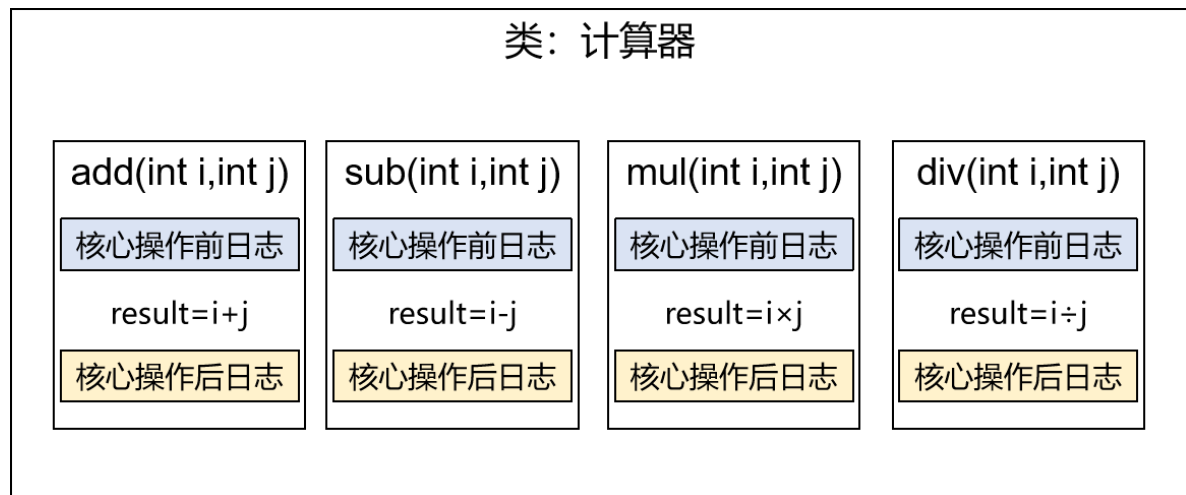 类：计算器
add(int i,int j)
核心操作前日志
result=i+j
核心操作后日志
sub(int i,int j)
核心操作前日志
result=i-j
核心操作后日志
mul(int i,int j)
核心操作前日志
result=i×j
核心操作后日志
div(int i,int j)
核心操作前日志
result=i÷j
核心操作后日志